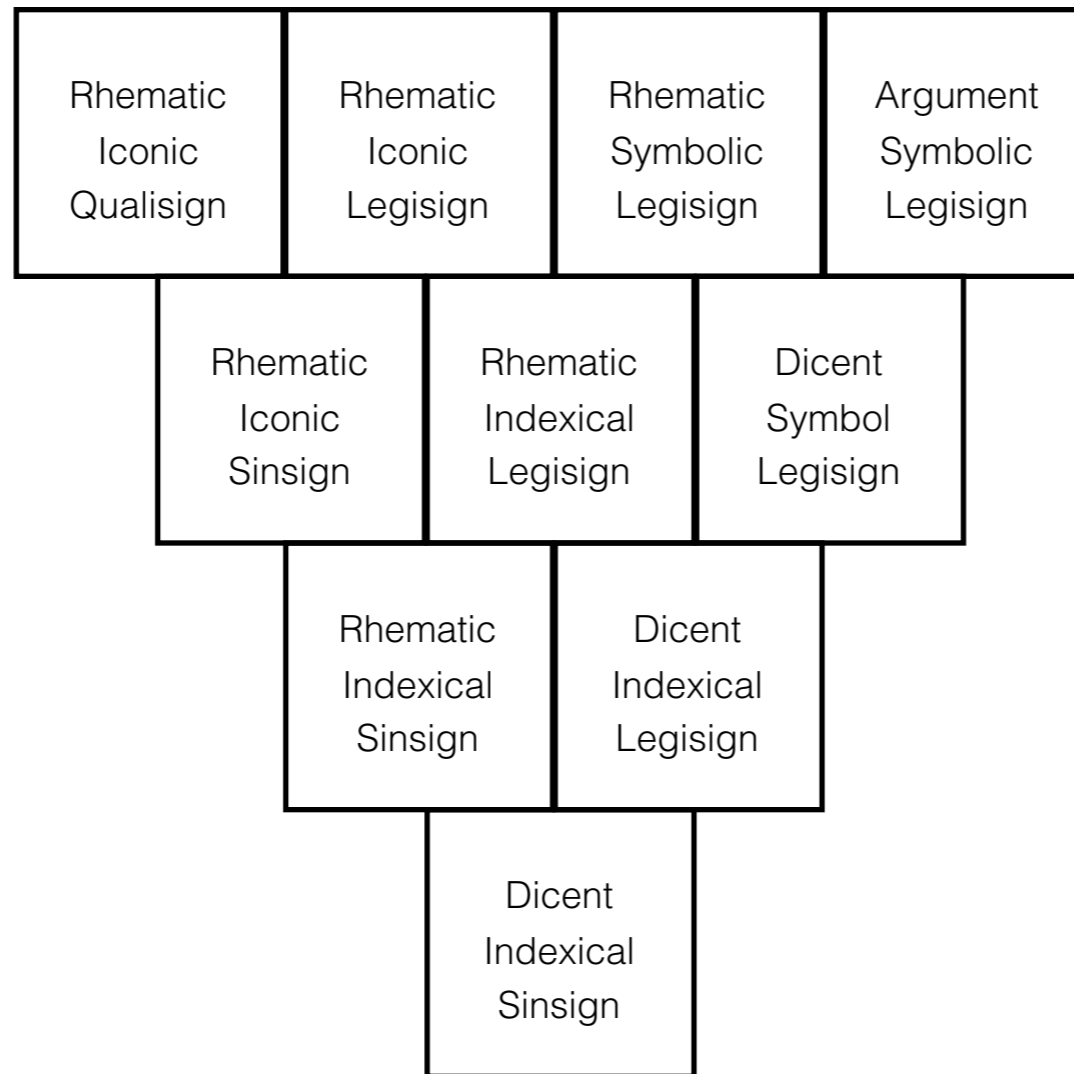 Rhematic
Iconic
Qualisign
Rhematic
Iconic
Legisign
Rhematic
Symbolic
Legisign
Argument
Symbolic
Legisign
Rhematic
Iconic
Sinsign
Rhematic
Indexical
Legisign
Dicent
Symbol
Legisign
Rhematic
Indexical
Sinsign
Dicent
Indexical
Legisign
Dicent
Indexical
Sinsign